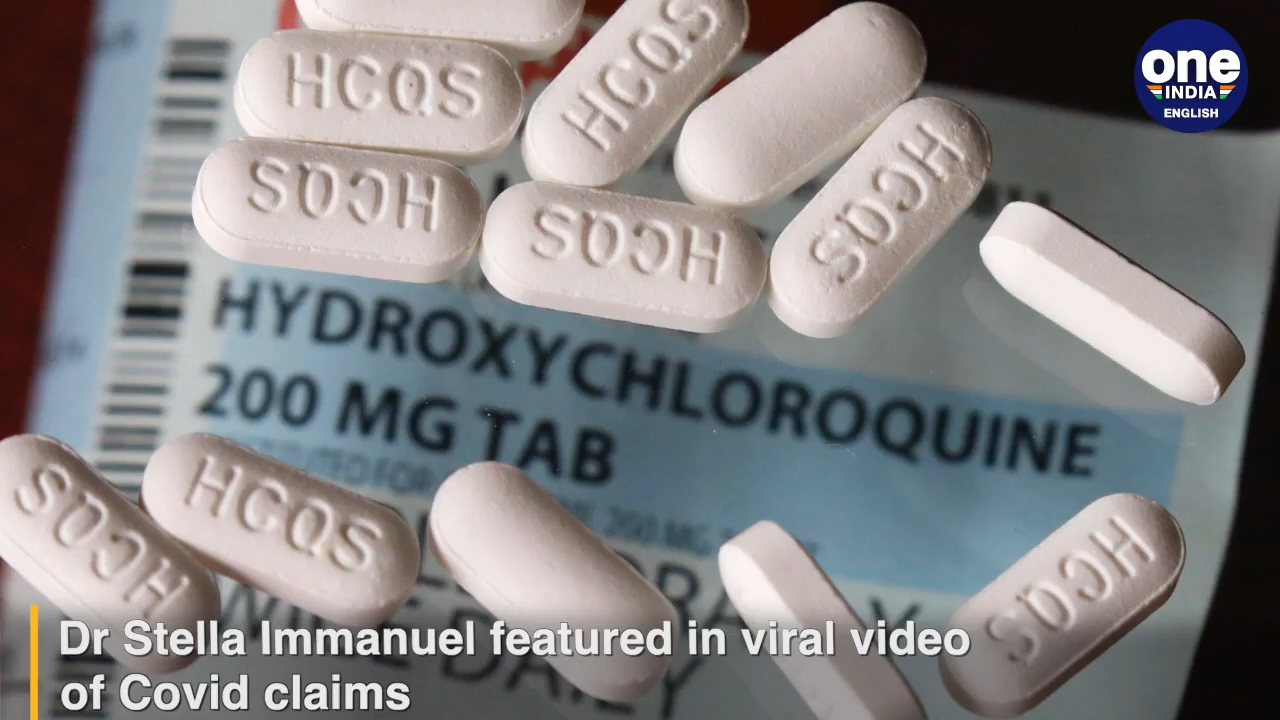 one
INDIA
ENGLISH
HCQS
HCQS
HCQS
HCQS
HCQS
HYDROXYCHLOROQUINE
200 MG TAB
HCQS
HCQS
HCQS
DAILY
Dr Stella Immanuel featured in viral video
of Covid claims